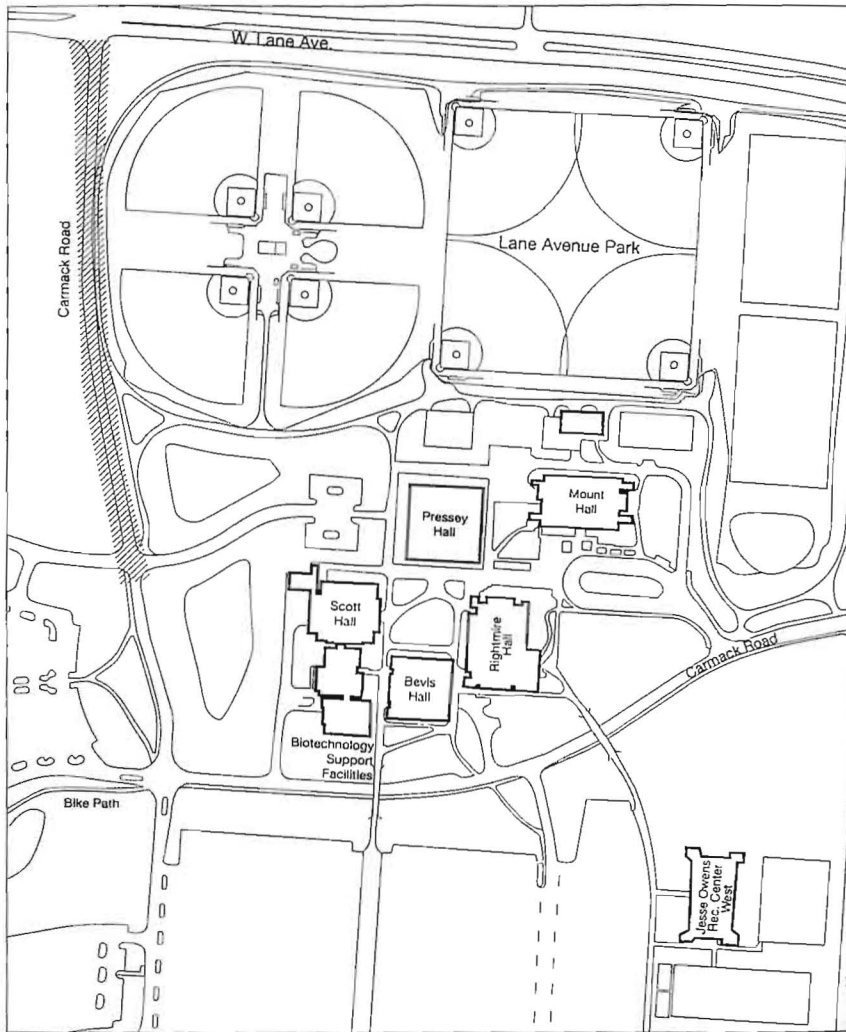 W. Lane Ave.
Carmack Road
Lane Avenue Park
Mount
Hall
Pressey
Hall
Scott
Hall
Rightmire
Hall
Carmack Road
Bevis
Hall
Biotechnology
Support
Facilities
Bike Path
Jesse Owens
Rec. Center
West